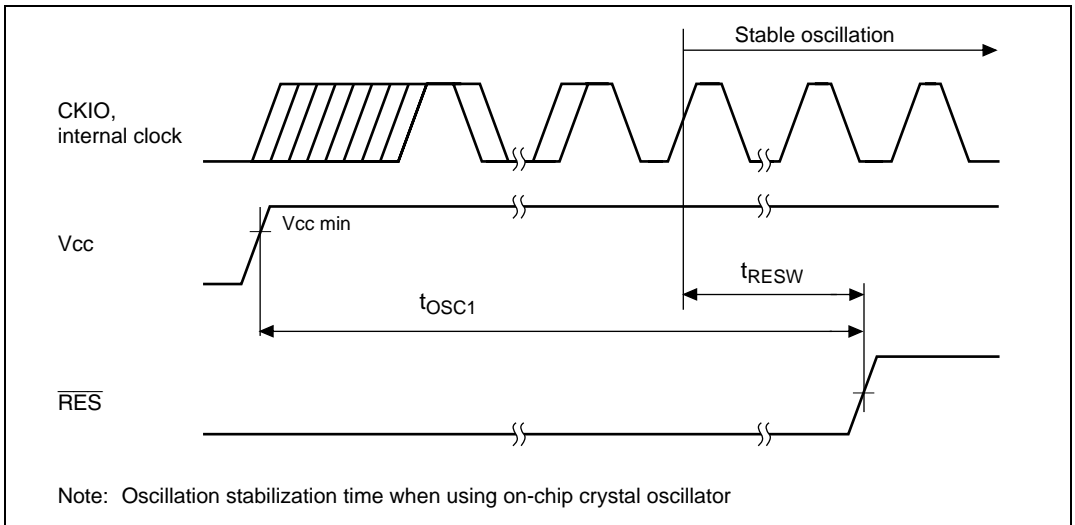 Stable oscillation
CKIO,
internal clock
Vcc min
Vcc
tRESW
tOSC1
RES
Note: Oscillation stabilization time when using on-chip crystal oscillator